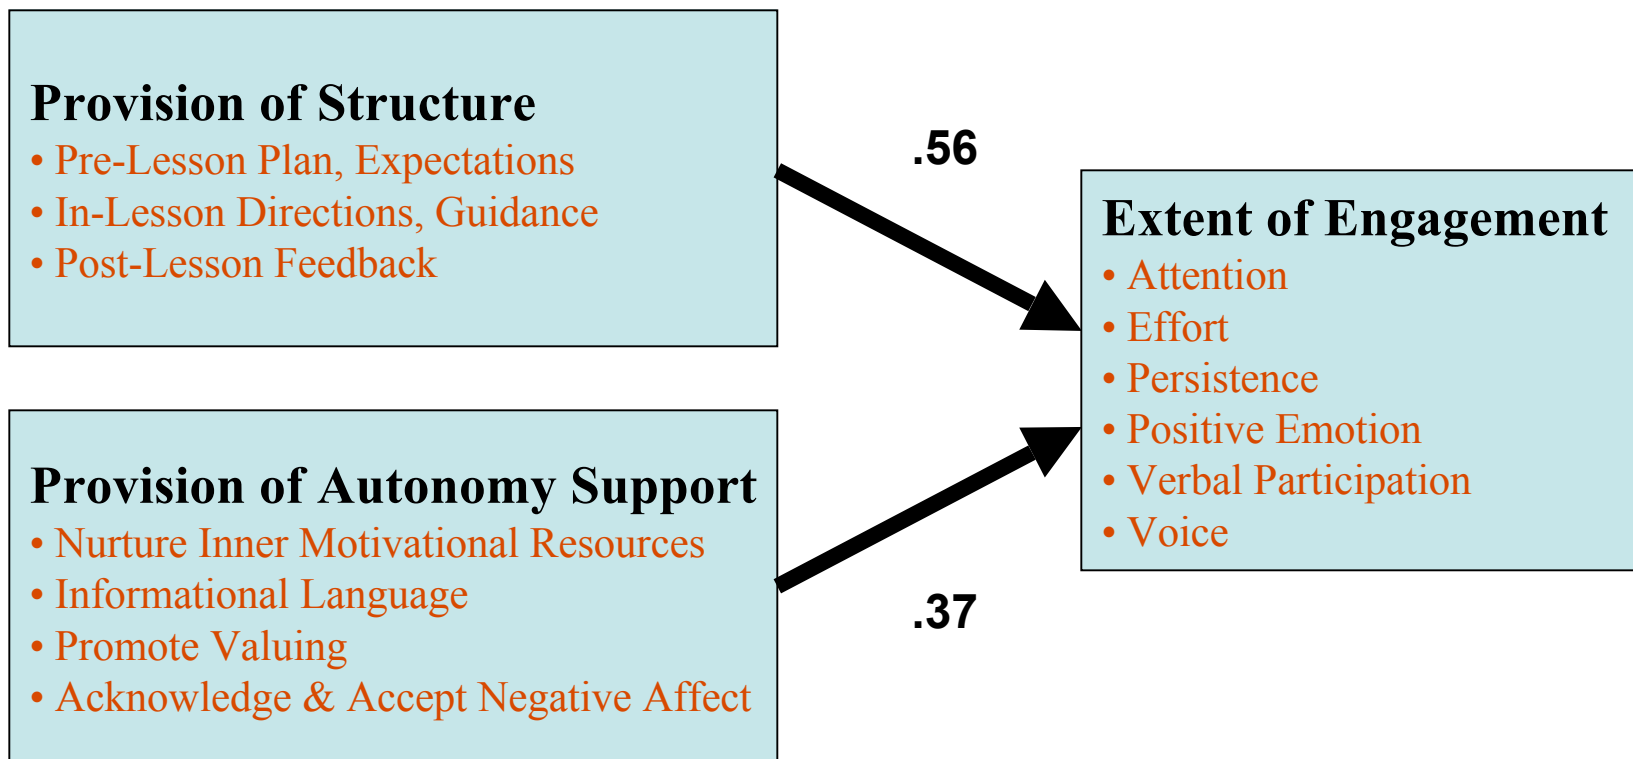 Provision of Structure
• Pre-Lesson Plan, Expectations
• In-Lesson Directions, Guidance
• Post-Lesson Feedback
.56
Extent of Engagement
• Attention
• Effort
• Persistence
• Positive Emotion
• Verbal Participation
• Voice
Provision of Autonomy Support
• Nurture Inner Motivational Resources
• Informational Language
• Promote Valuing
• Acknowledge & Accept Negative Affect
.37